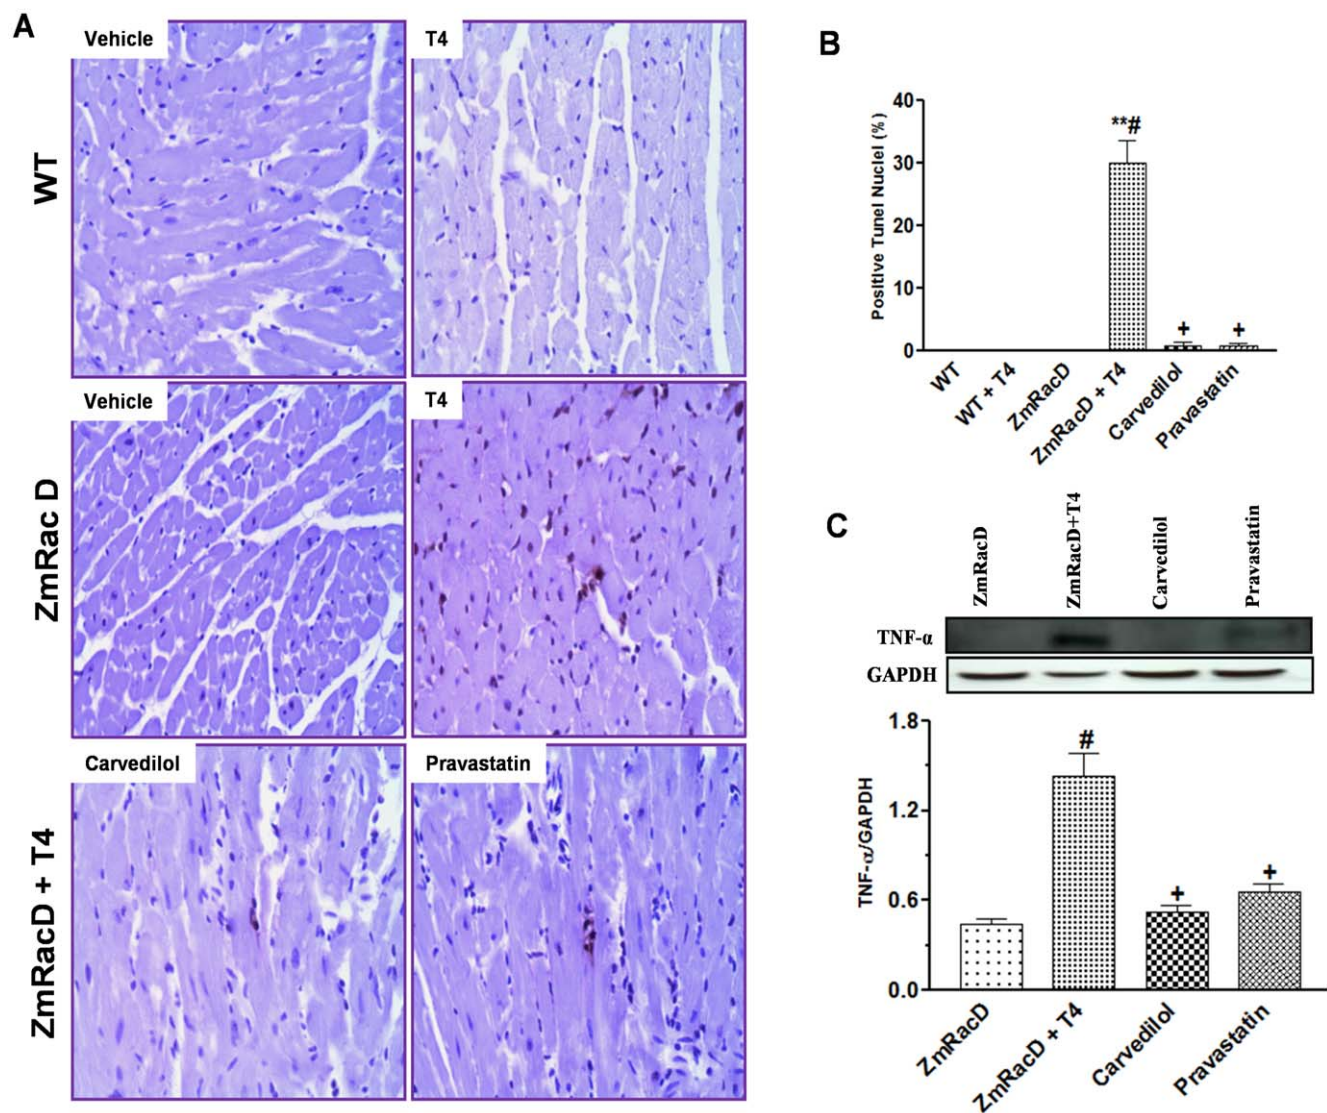 A
Vehicle
T4
WT
Vehicle
T4
ZmRac D
Carvedilol
Pravastatin
ZmRacD + T4
B
Positive Tunel Nuclei (%)
40
30
20
10
0
**#
+
+
WT
WT + T4
ZmRacD
ZmRacD + T4
Carvedilol
Pravastatin
C
ZmRacD
ZmRacD+T4
Carvedilol
Pravastatin
TNF-α
GAPDH
TNF-α/GAPDH
1.8
1.2
0.6
0.0
#
+
+
ZmRacD
ZmRacD + T4
Carvedilol
Pravastatin